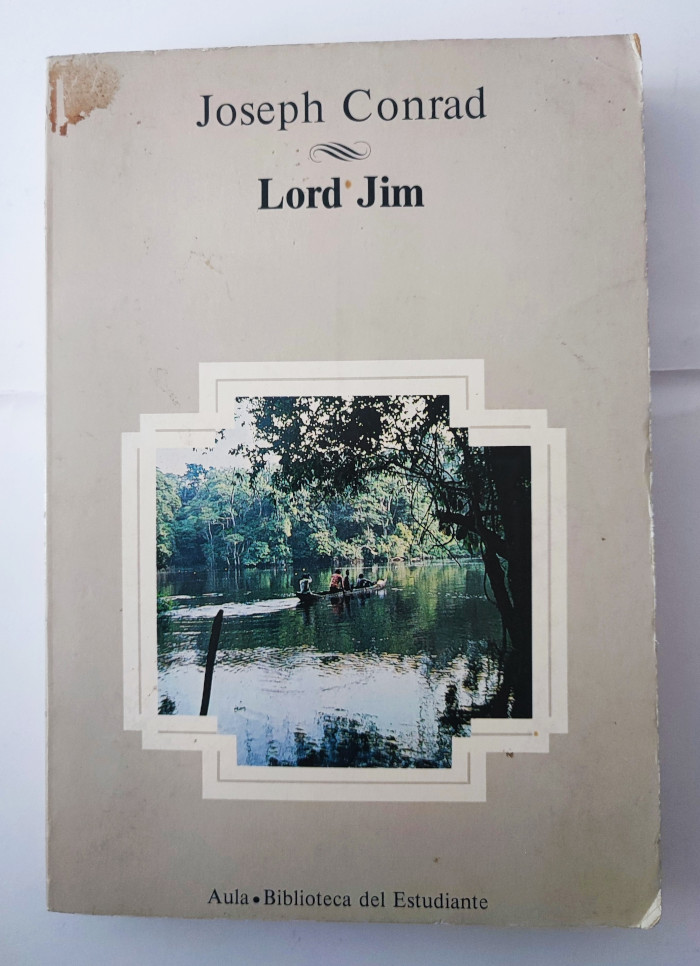 Joseph Conrad
Lord Jim
Aula • Biblioteca del Estudiante